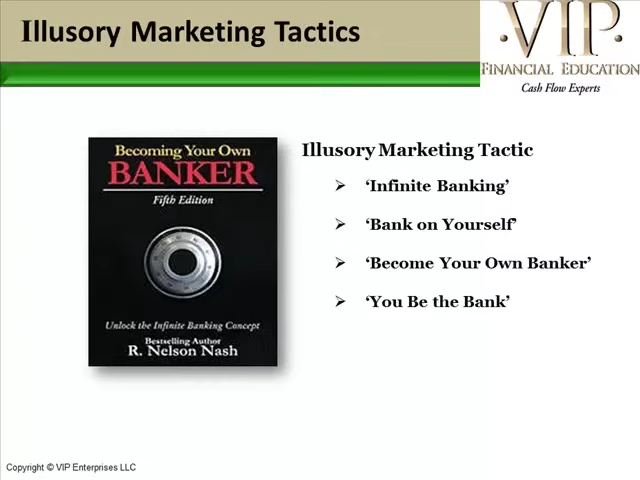 Illusory Marketing Tactics
·VIP·
FINANCIAL EDUCATION
Cash Flow Experts
Becoming Your Own
BANKER
Fifth Edition
Unlock the Infinite Banking Concept
Bestselling Author
R. Nelson Nash
Illusory Marketing Tactic
➢ ‘Infinite Banking’
➢ ‘Bank on Yourself’
➢ ‘Become Your Own Banker’
➢ ‘You Be the Bank’
Copyright © VIP Enterprises LLC